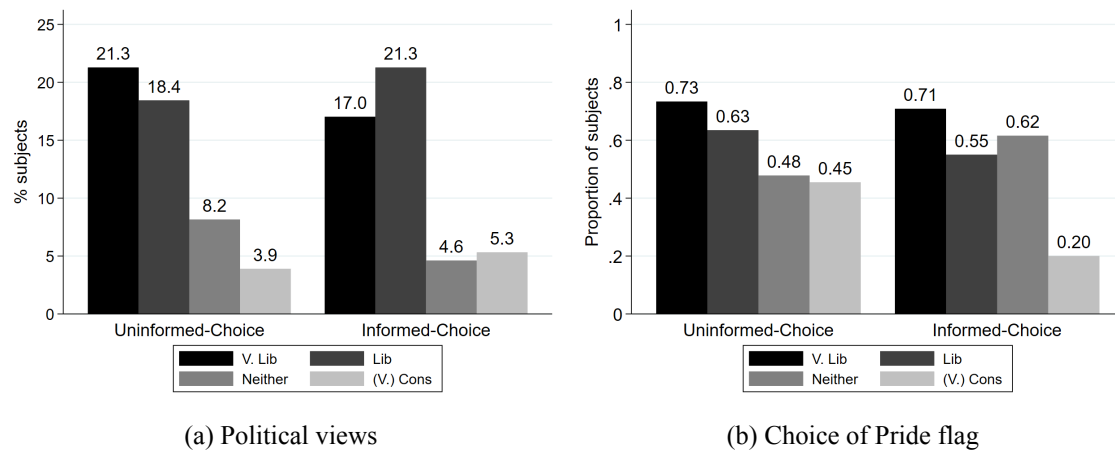 25
20
15
10
5
0
% subjects
21.3
18.4
8.2
3.9
17.0
21.3
4.6
5.3
Uninformed-Choice
Informed-Choice
V. Lib
Lib
Neither
(V.) Cons
(a) Political views
1
.8
.6
.4
.2
0
Proportion of subjects
0.73
0.63
0.48
0.45
0.71
0.55
0.62
0.20
Uninformed-Choice
Informed-Choice
V. Lib
Lib
Neither
(V.) Cons
(b) Choice of Pride flag